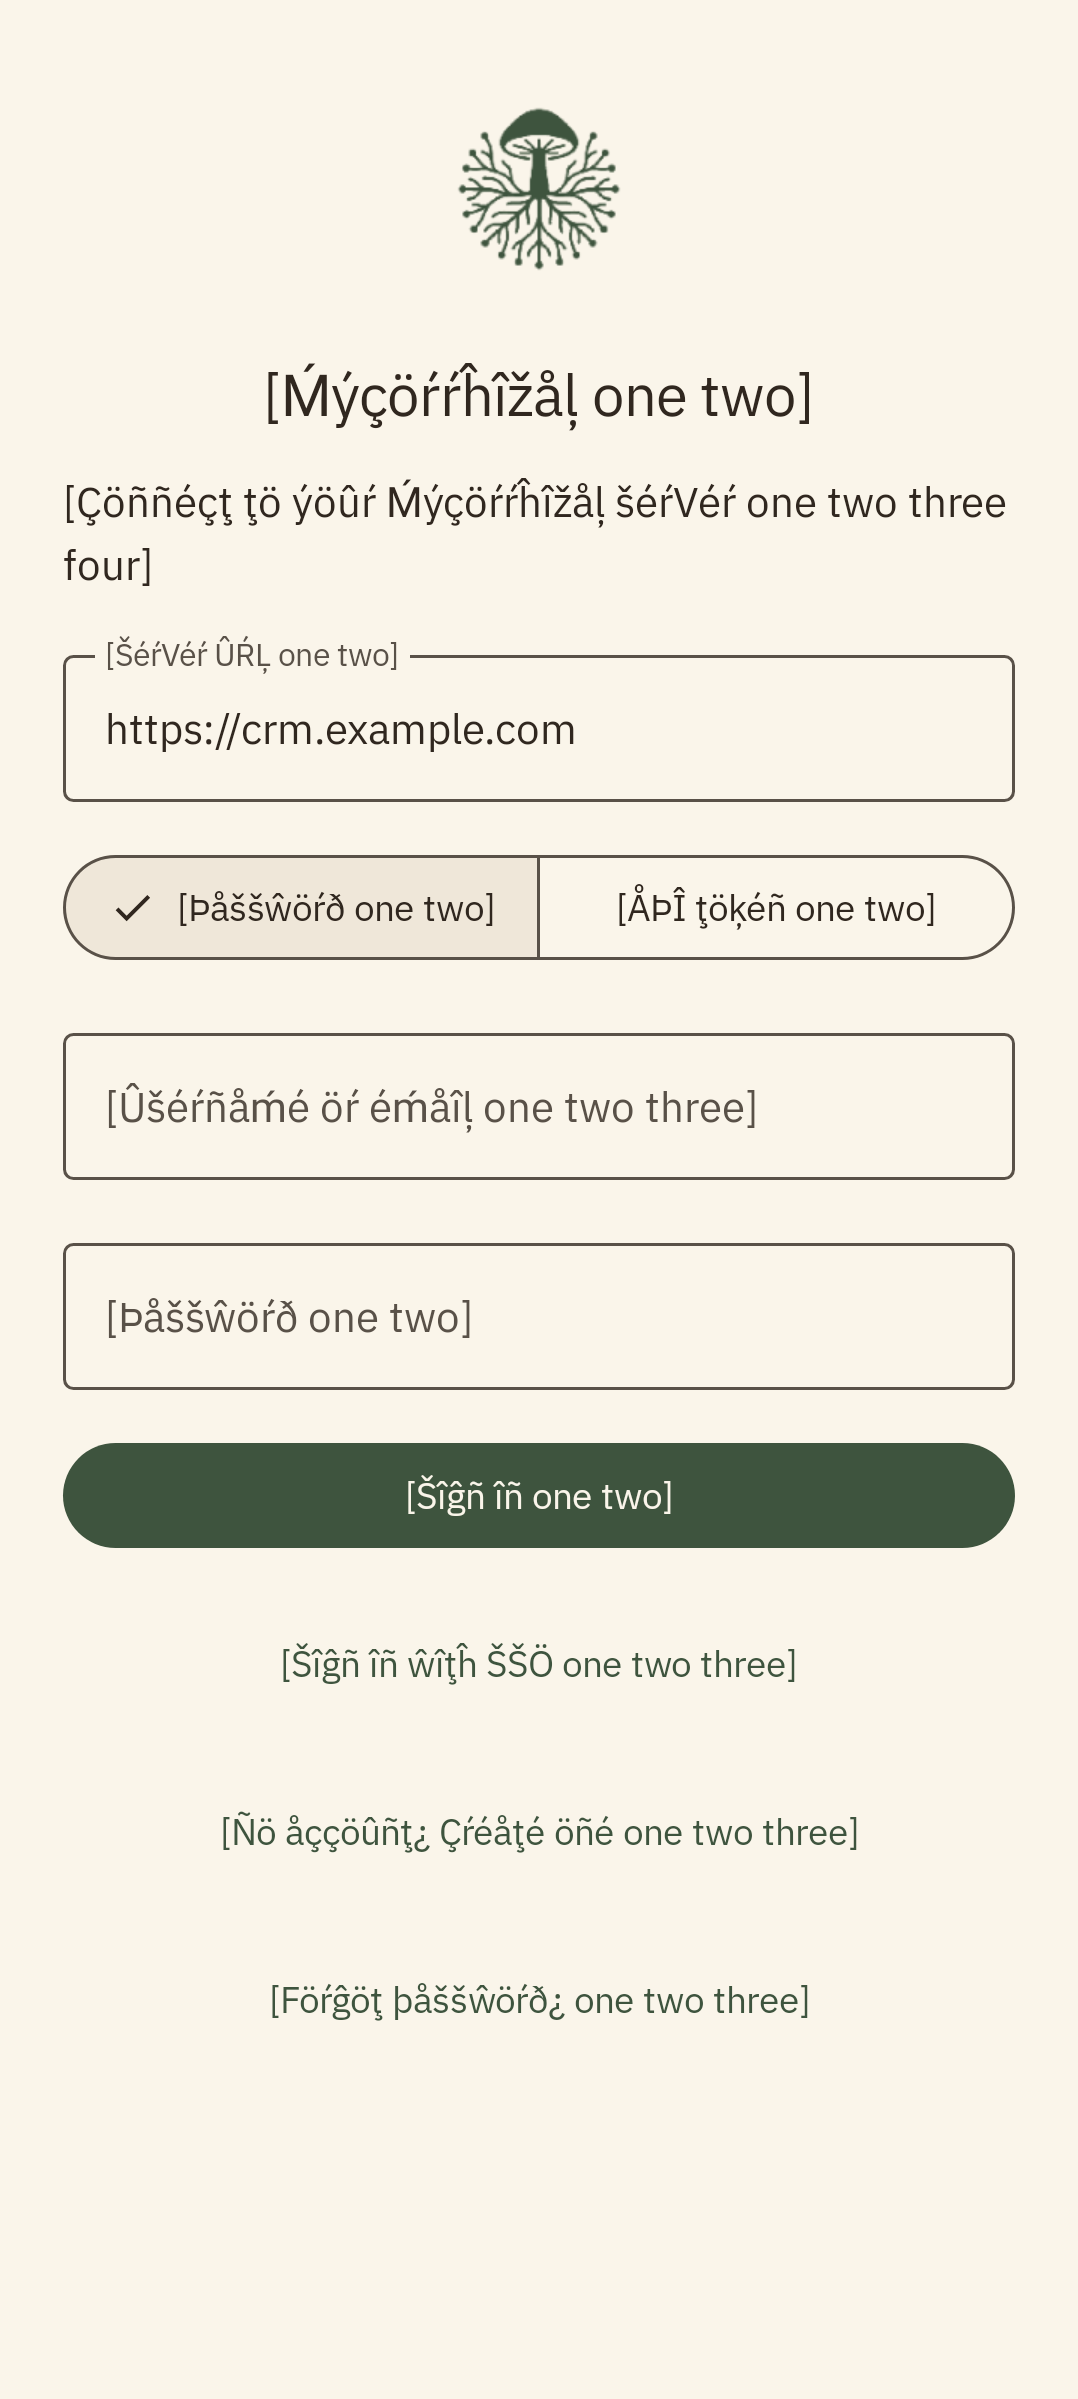 [Ḿýçöŕŕĥîžåļ one two]
[Çöññéçţ ţö ýöûŕ Ḿýçöŕŕĥîžåļ šéŕVéŕ one two three
four]
[ŠéŕVéŕ ÛŔĻ one two]
https://crm.example.com
[Þåššŵöŕð one two]
[ÅÞÎ ţöķéñ one two]
[Ûšéŕñåḿé öŕ éḿåîļ one two three]
[Þåššŵöŕð one two]
[Šîĝñ îñ one two]
[Šîĝñ îñ ŵîţĥ ŠŠÖ one two three]
[Ñö åççöûñţ¿ Çŕéåţé öñé one two three]
[Föŕĝöţ þåššŵöŕð¿ one two three]